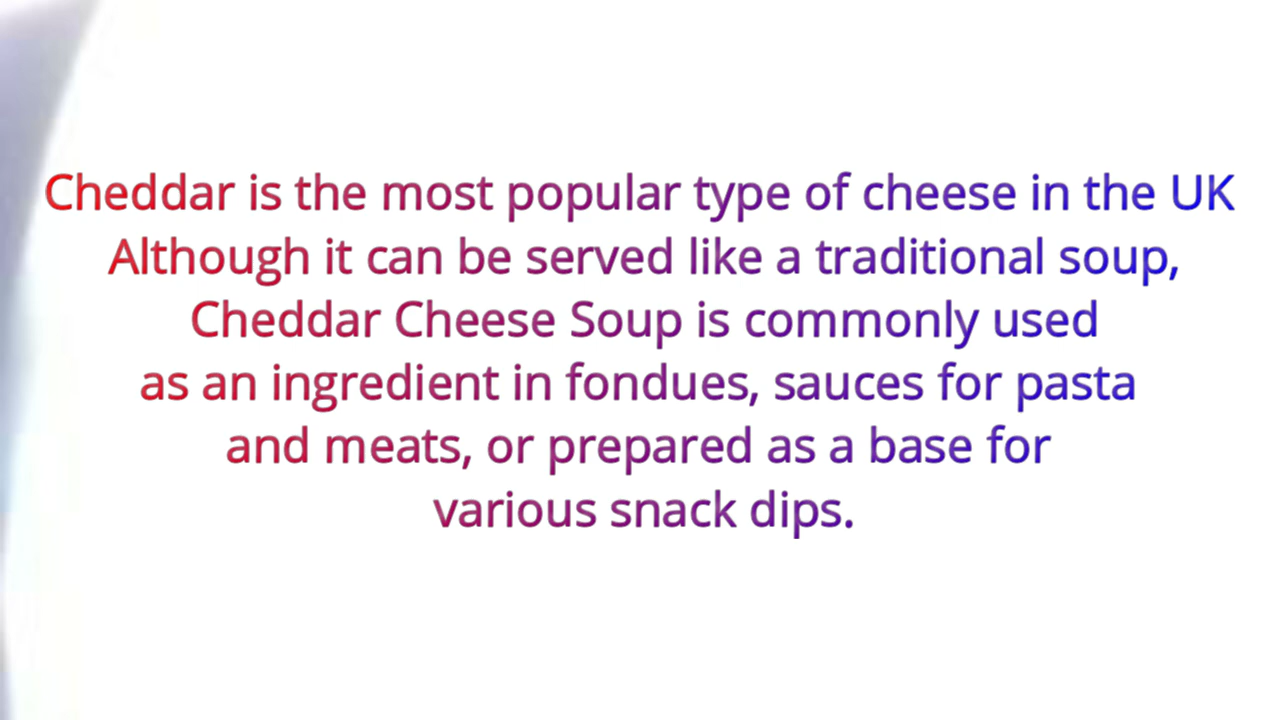 Cheddar is the most popular type of cheese in the UK
Although it can be served like a traditional soup,
Cheddar Cheese Soup is commonly used
as an ingredient in fondues, sauces for pasta
and meats, or prepared as a base for
various snack dips.